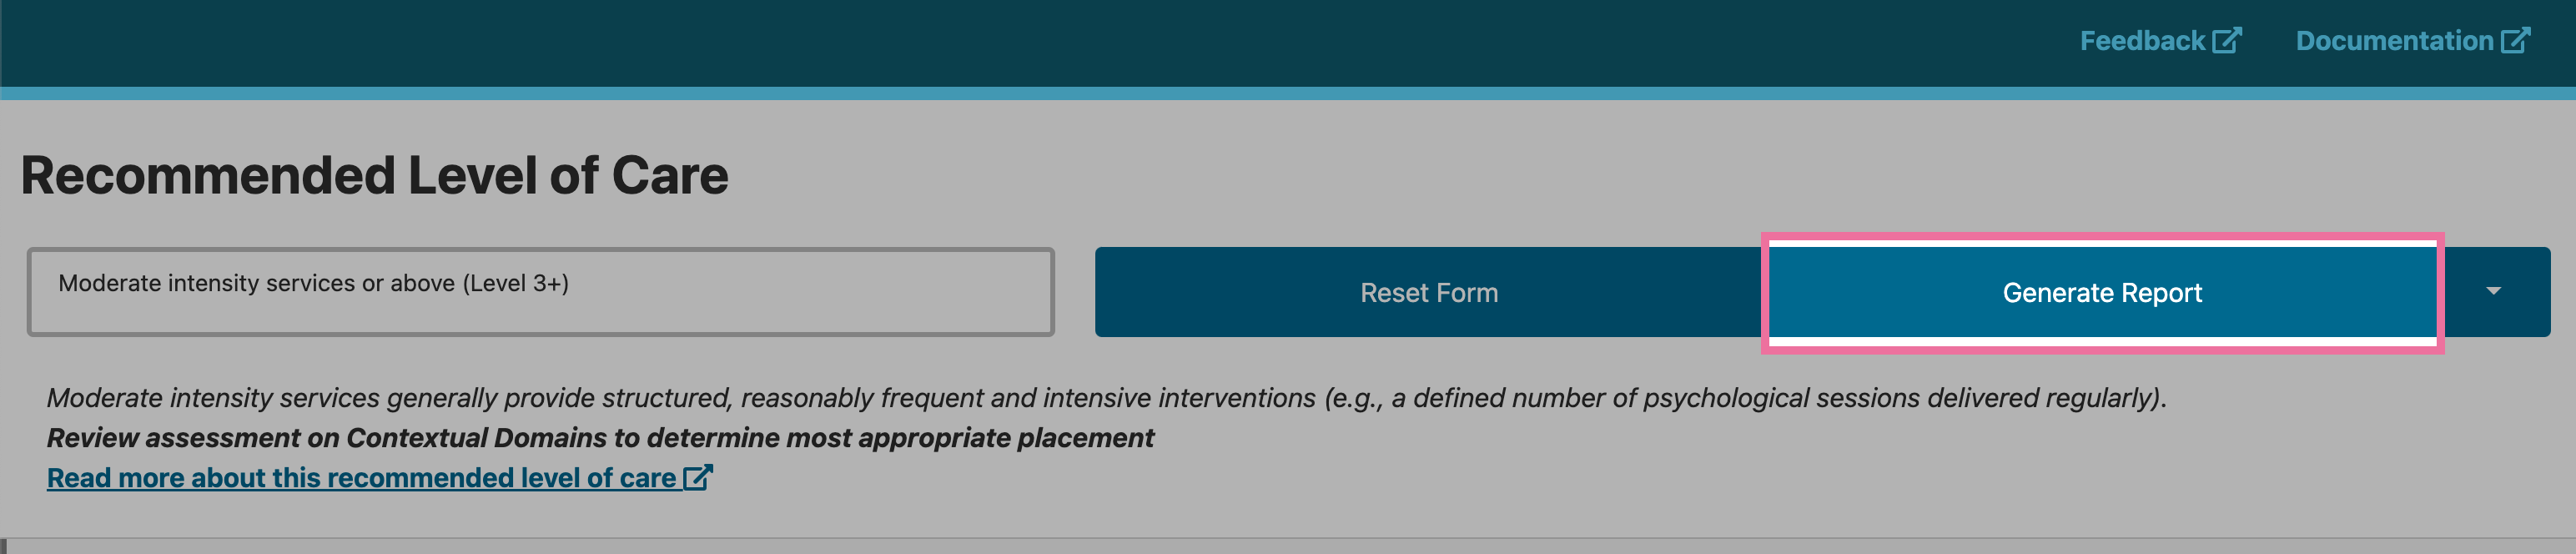 Feedback
Documentation
Recommended Level of Care
Moderate intensity services or above (Level 3+)
Reset Form
Generate Report
Moderate intensity services generally provide structured, reasonably frequent and intensive interventions (e.g., a defined number of psychological sessions delivered regularly).
Review assessment on Contextual Domains to determine most appropriate placement
Read more about this recommended level of care